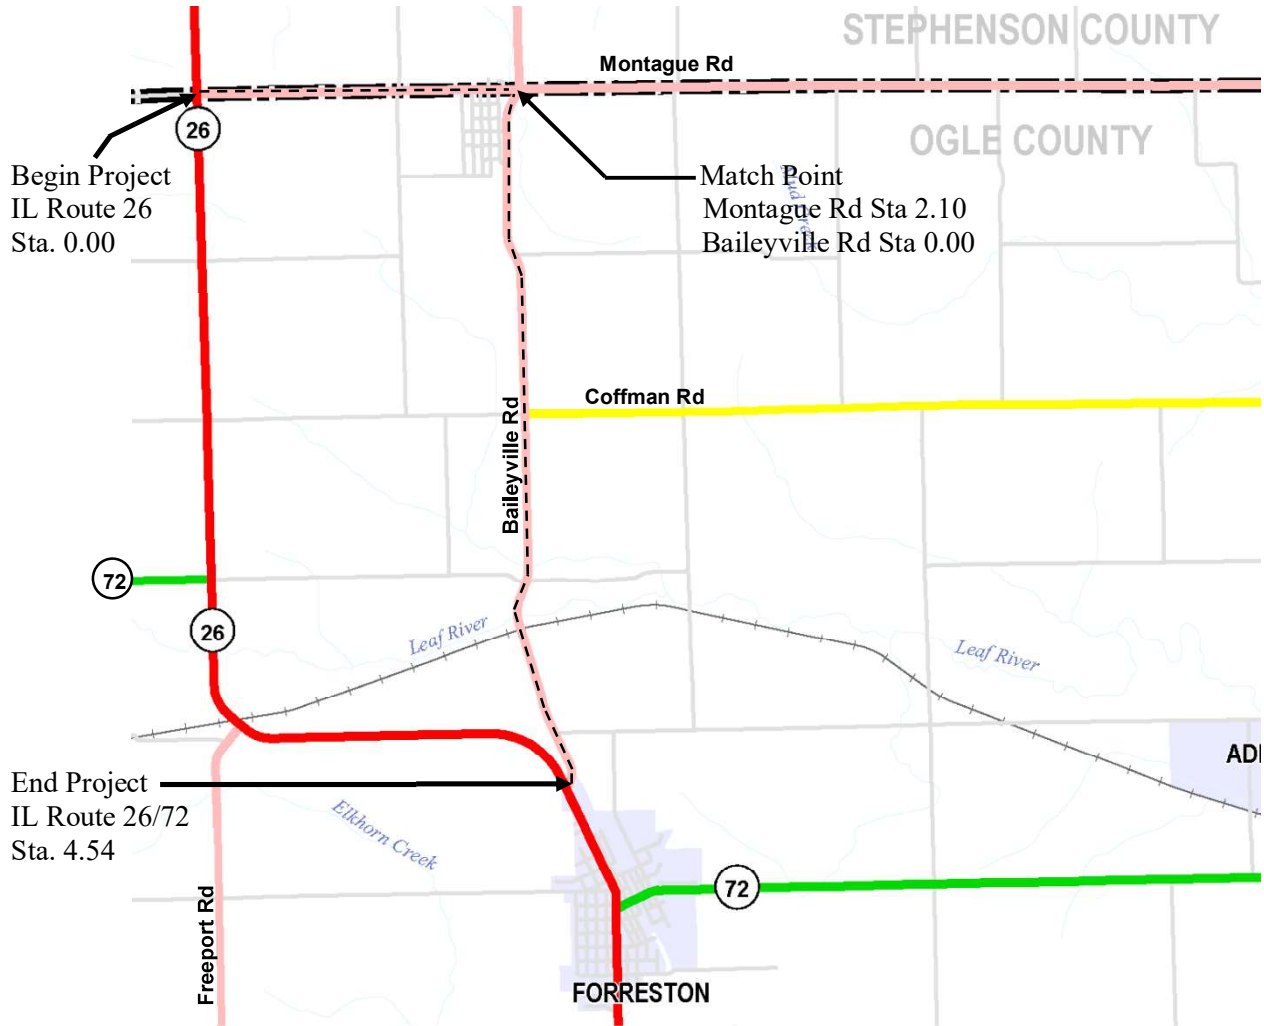 STEPHENSON COUNTY
Montague Rd
26
OGLE COUNTY
Begin Project
IL Route 26
Sta. 0.00
Match Point
Montague Rd Sta 2.10
Baileyville Rd Sta 0.00
Coffman Rd
Baileyville Rd
72
26
Leaf River
Leaf River
ADE
End Project
IL Route 26/72
Sta. 4.54
Elkhorn Creek
72
Freeport Rd
FORRESTON